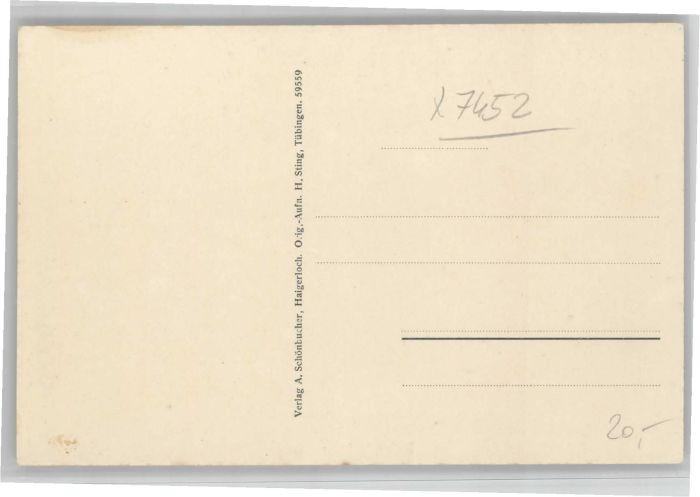 x 7452
Verlag A. Schönbucher, Haigerloch. Orig.-Aufn. H. Sting, Tübingen. 59559
20,-